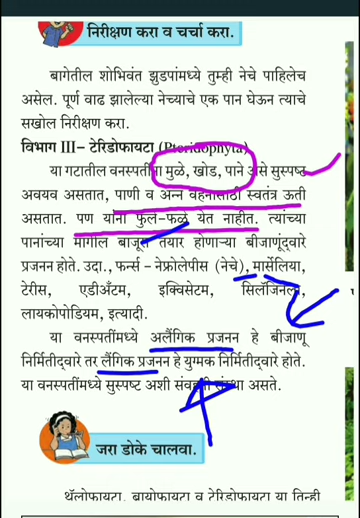 निरीक्षण करा व चर्चा करा.
बागेतील शोभिवंत झुडपांमध्ये तुम्ही नेचे पाहिलेच
असेल. पूर्ण वाढ झालेल्या नेच्याचे एक पान घेऊन त्याचे
सखोल निरीक्षण करा.
विभाग III– टेरिडोफायटा (Pteridophyta)
या गटातील वनस्पतींना मुळे, खोड, पाने असे सुस्पष्ठ
अवयव असतात, पाणी व अन्न वहनासाठी स्वतंत्र ऊती
असतात. पण यांना फुले-फळे येत नाहीत. त्यांच्या
पानांच्या मागील बाजूस तयार होणाऱ्या बीजाणूद्वारे
प्रजनन होते. उदा., फर्न्स – नेफ्रोलेपीस (नेचे), मार्सेलिया,
टेरीस, एडीअँटम, इक्विसेटम, सिलॅजिनेला,
लायकोपोडियम, इत्यादी.
या वनस्पतींमध्ये अलैंगिक प्रजनन हे बीजाणू
निर्मितीद्वारे तर लैंगिक प्रजनन हे युग्मक निर्मितीद्वारे होते.
या वनस्पतींमध्ये सुस्पष्ट अशी संवहनी संस्था असते.
जरा डोके चालवा.
थॅलोफायटा, ब्रायोफायटा व टेरिडोफायटा या तिन्ही